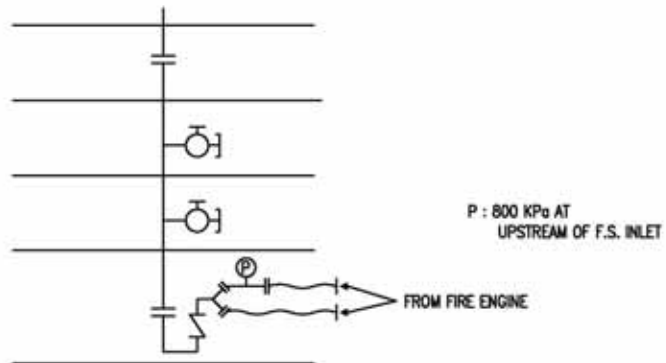 P : 800 KPa AT
UPSTREAM OF F.S. INLET
P
FROM FIRE ENGINE